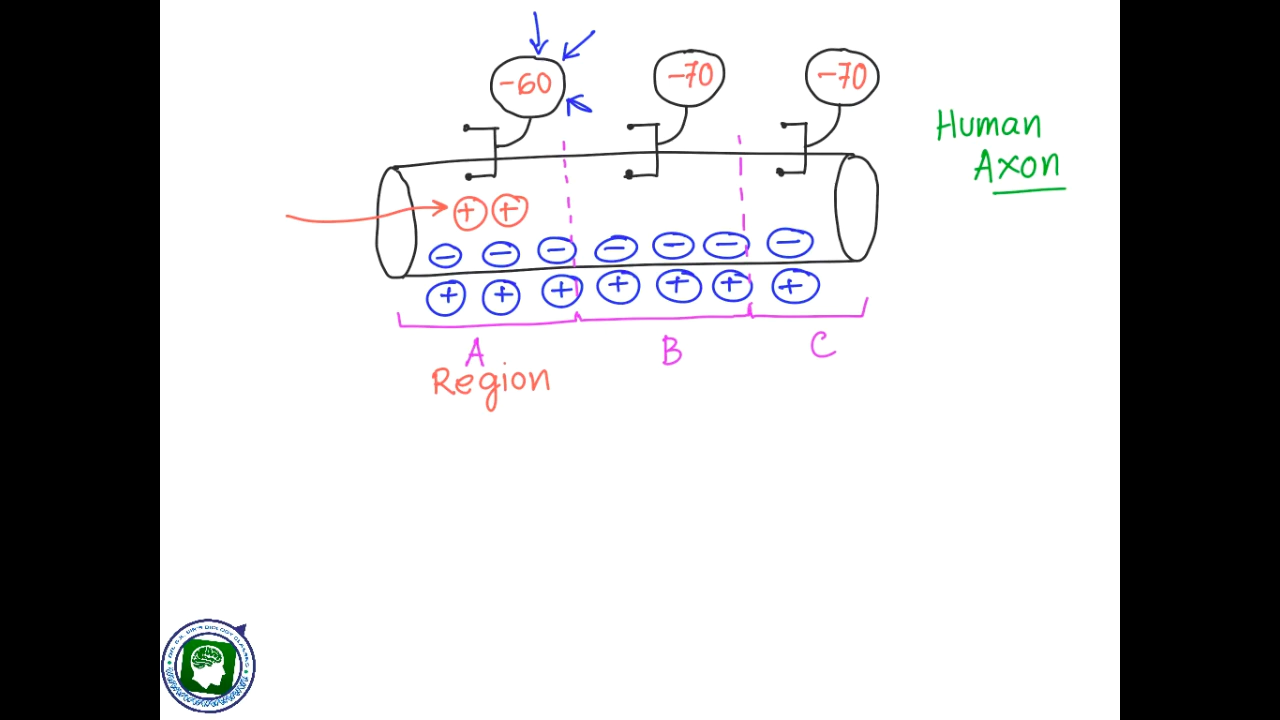 -60
-70
-70
Human
Axon
+ +
- - - - - - -
+ + + + + + +
A
B
C
Region